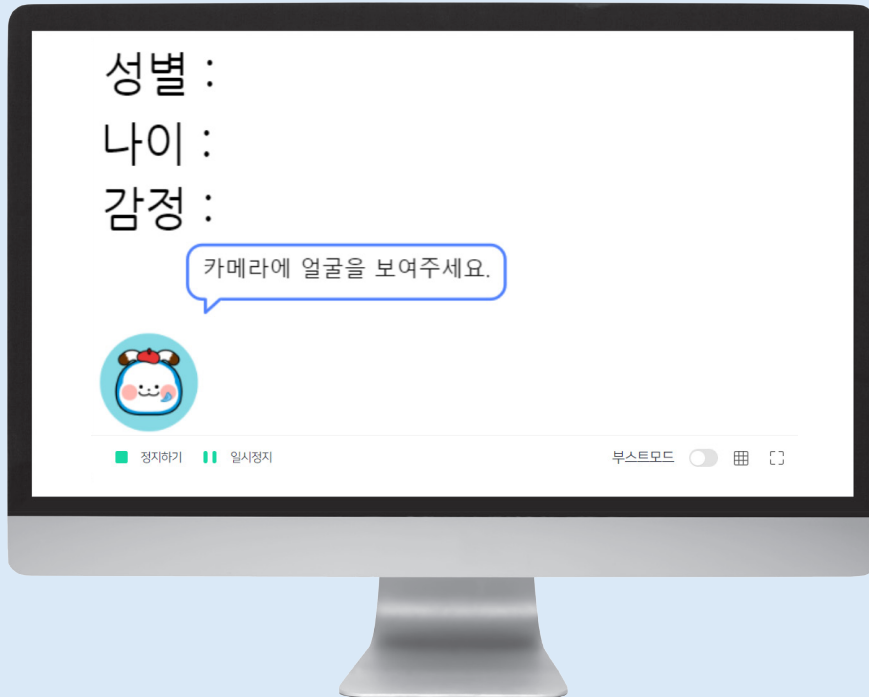 성별 :
나이 :
감정 :
카메라에 얼굴을 보여주세요.
정지하기 일시정지 부스트모드